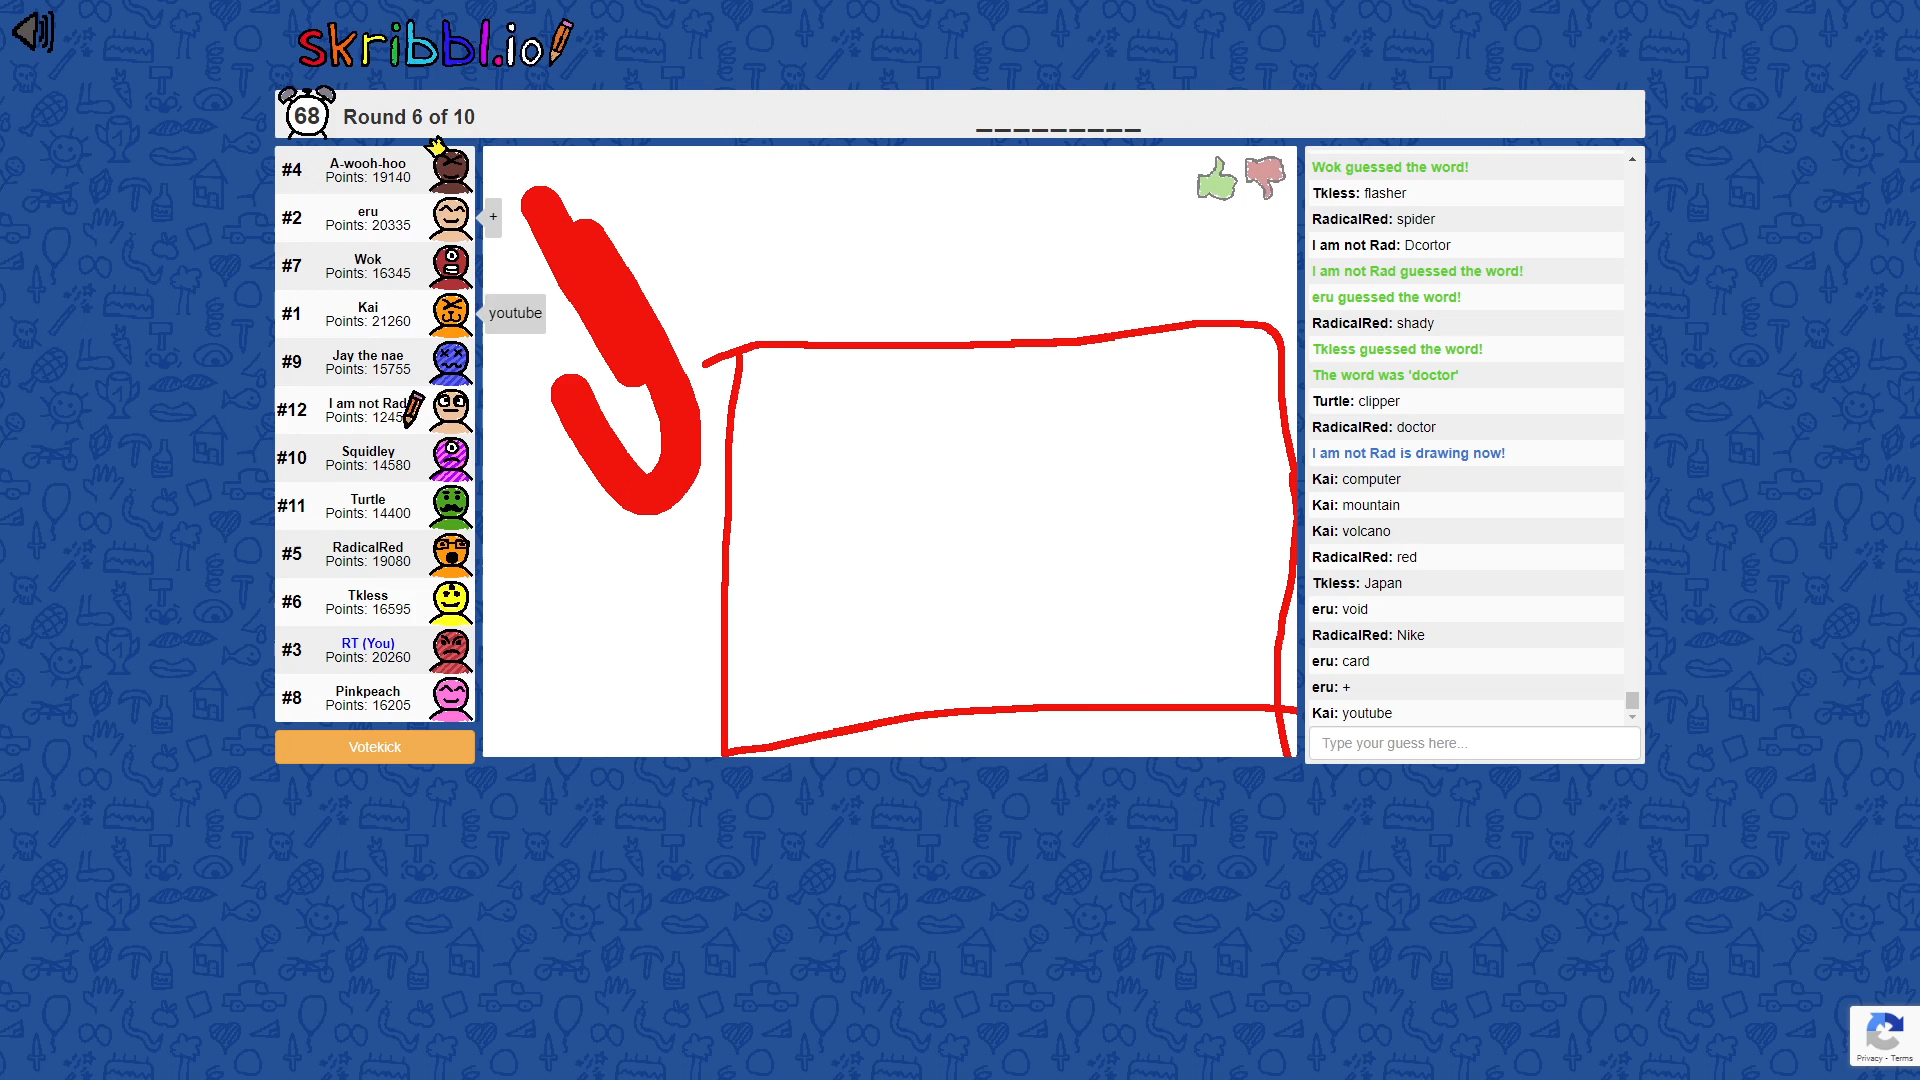 skribbl.io
68
Round 6 of 10
_________
#4 A-wooh-hoo
Points: 19140
#2 eru
Points: 20335
+
#7 Wok
Points: 16345
#1 Kai
Points: 21260
youtube
#9 Jay the nae
Points: 15755
#12 I am not Rad
Points: 1245
#10 Squidley
Points: 14580
#11 Turtle
Points: 14400
#5 RadicalRed
Points: 19080
#6 Tkless
Points: 16595
#3 RT (You)
Points: 20260
#8 Pinkpeach
Points: 16205
Votekick
Wok guessed the word!
Tkless: flasher
RadicalRed: spider
I am not Rad: Dcortor
I am not Rad guessed the word!
eru guessed the word!
RadicalRed: shady
Tkless guessed the word!
The word was 'doctor'
Turtle: clipper
RadicalRed: doctor
I am not Rad is drawing now!
Kai: computer
Kai: mountain
Kai: volcano
RadicalRed: red
Tkless: Japan
eru: void
RadicalRed: Nike
eru: card
eru: +
Kai: youtube
Type your guess here...
Privacy - Terms